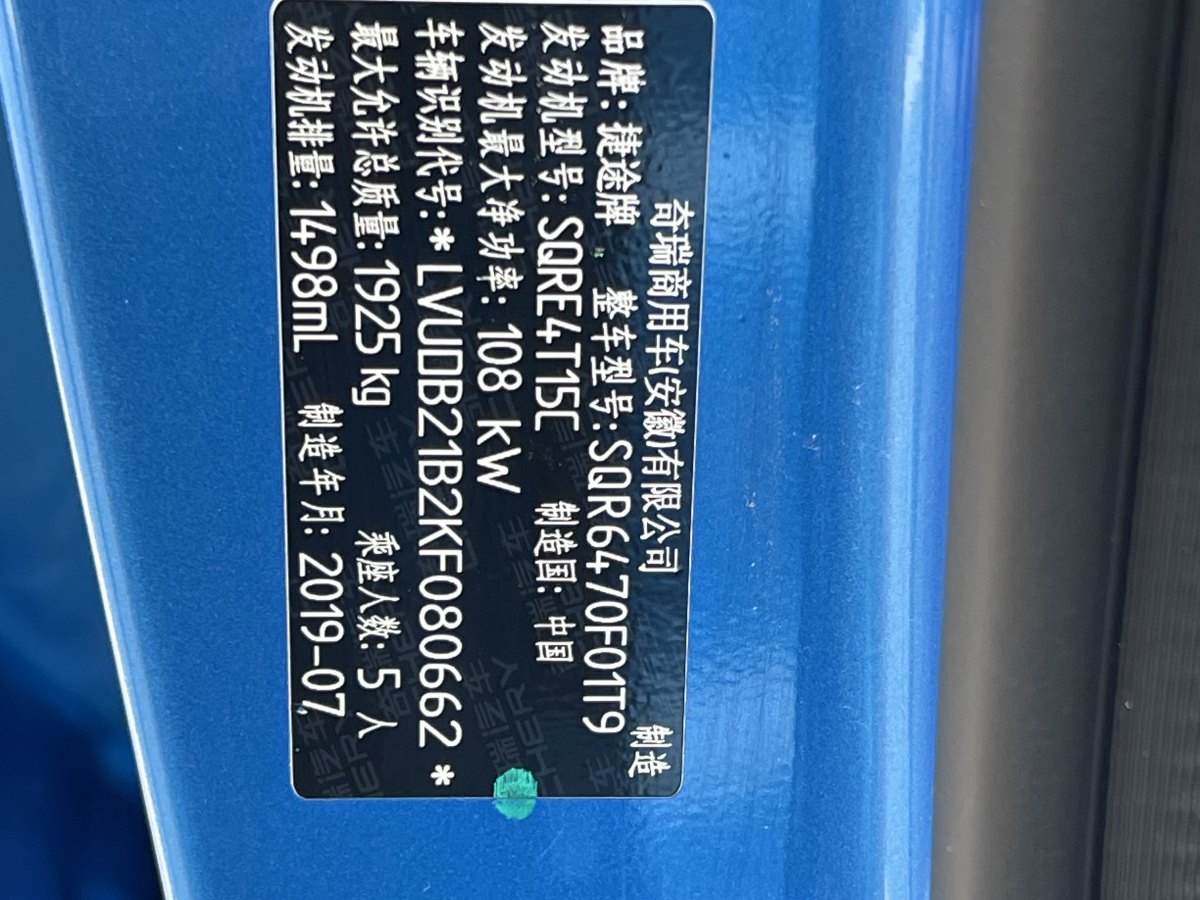 奇瑞商用车(安徽)有限公司 制造
品牌: 捷途牌 整车型号: SQR6470F01T9
发动机型号: SQRE4T15C 制造国: 中国
发动机最大净功率: 108 kW
车辆识别代号: *LVUDB21B2KF080662*
最大允许总质量: 1925 kg 乘座人数: 5 人
发动机排量: 1498mL 制造年月: 2019-07